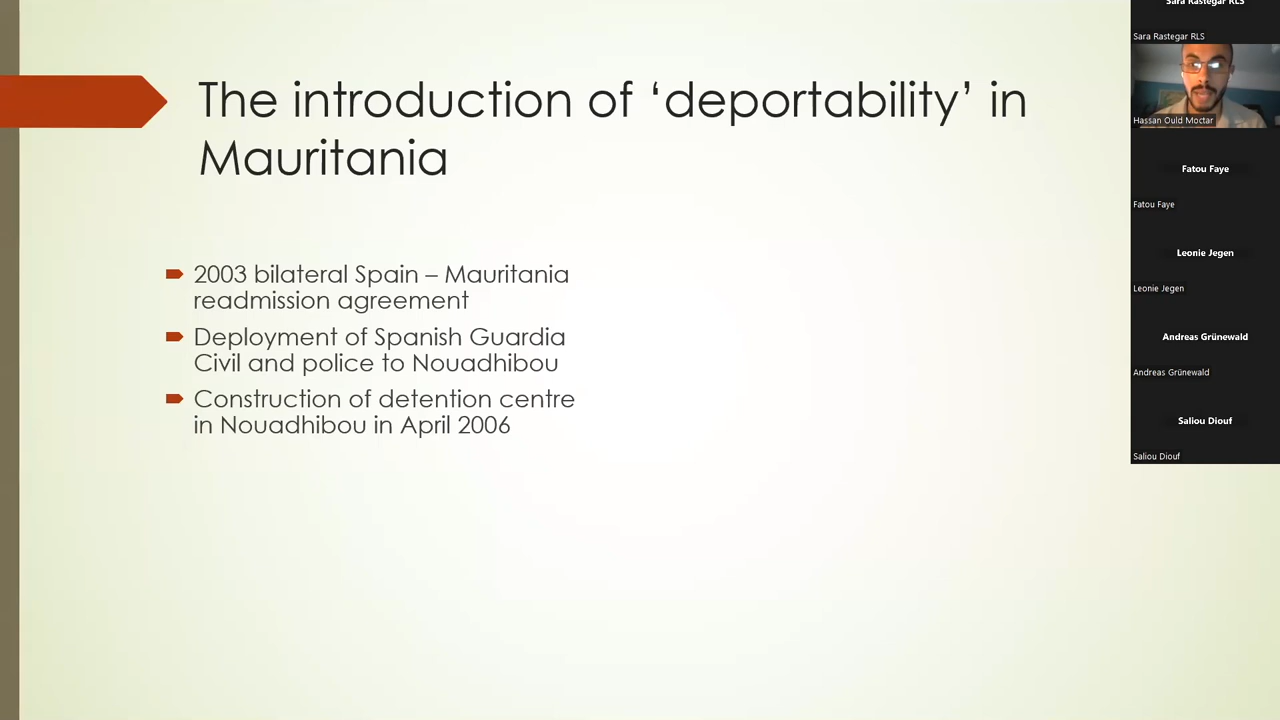 The introduction of ‘deportability’ in
Mauritania
2003 bilateral Spain – Mauritania
readmission agreement
Deployment of Spanish Guardia
Civil and police to Nouadhibou
Construction of detention centre
in Nouadhibou in April 2006
Sara Rastegar RLS
Sara Rastegar RLS
Hassan Ould Moctar
Fatou Faye
Fatou Faye
Leonie Jegen
Leonie Jegen
Andreas Grünewald
Andreas Grünewald
Saliou Diouf
Saliou Diouf